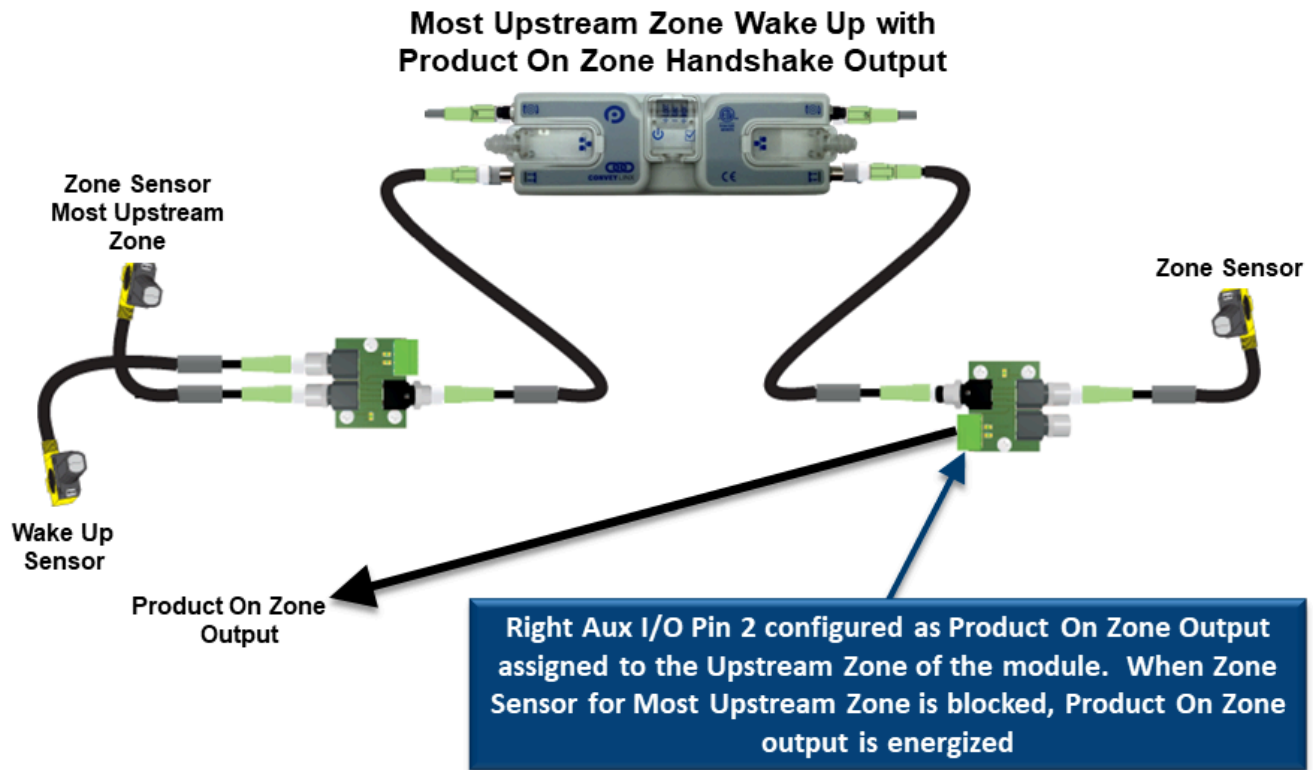 Most Upstream Zone Wake Up with
Product On Zone Handshake Output
CONVEYLINX
CE
Zone Sensor
Most Upstream
Zone
Zone Sensor
Wake Up
Sensor
Product On Zone
Output
Right Aux I/O Pin 2 configured as Product On Zone Output
assigned to the Upstream Zone of the module. When Zone
Sensor for Most Upstream Zone is blocked, Product On Zone
output is energized